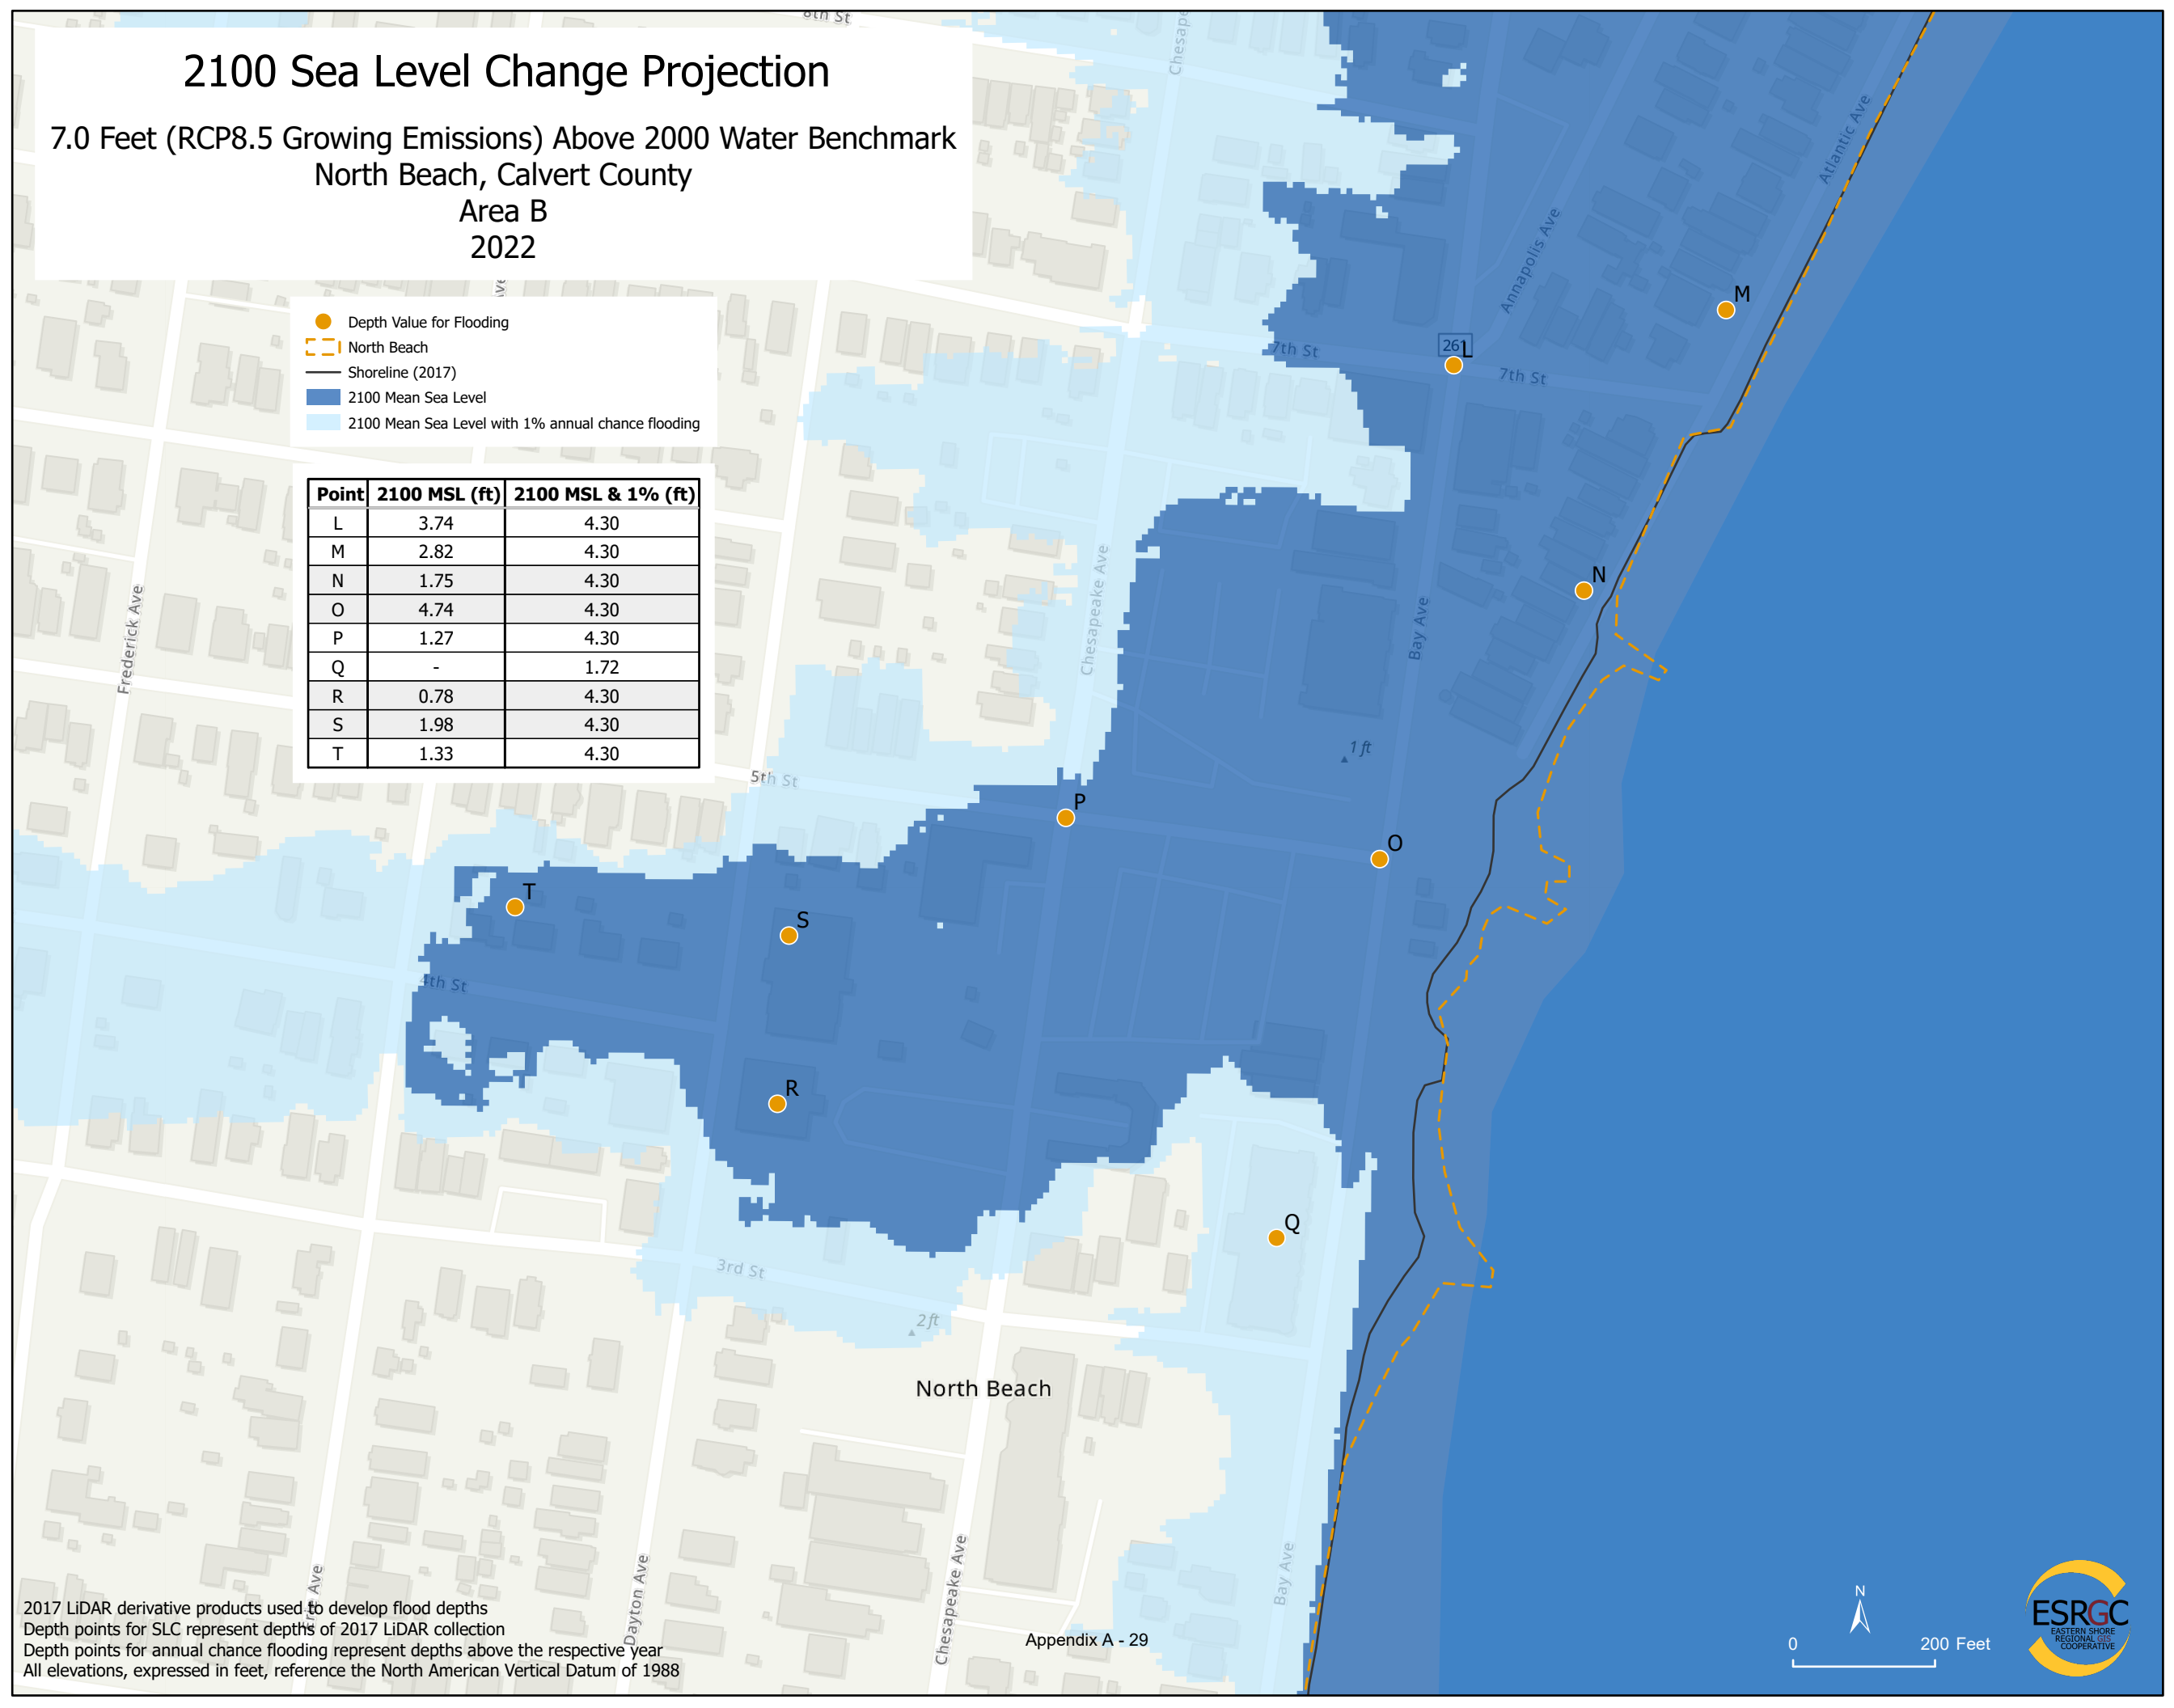 2100 Sea Level Change Projection
7.0 Feet (RCP8.5 Growing Emissions) Above 2000 Water Benchmark
North Beach, Calvert County
Area B
2022
Depth Value for Flooding
North Beach
Shoreline (2017)
2100 Mean Sea Level
2100 Mean Sea Level with 1% annual chance flooding
Point 2100 MSL (ft) 2100 MSL & 1% (ft)
L 3.74 4.30
M 2.82 4.30
N 1.75 4.30
O 4.74 4.30
P 1.27 4.30
Q - 1.72
R 0.78 4.30
S 1.98 4.30
T 1.33 4.30
8th St
Chesape
Atlantic Ave
Annapolis Ave
M
Ave
7th St
261
L
7th St
N
Frederick Ave
Chesapeake Ave
Bay Ave
1 ft
5th St
P
O
T
S
4th St
R
Q
3rd St
2 ft
North Beach
Erie Ave
Dayton Ave
Chesapeake Ave
Bay Ave
2017 LiDAR derivative products used to develop flood depths
Depth points for SLC represent depths of 2017 LiDAR collection
Depth points for annual chance flooding represent depths above the respective year
All elevations, expressed in feet, reference the North American Vertical Datum of 1988
Appendix A - 29
N
0 200 Feet
ESRGC
EASTERN SHORE
REGIONAL GIS
COOPERATIVE